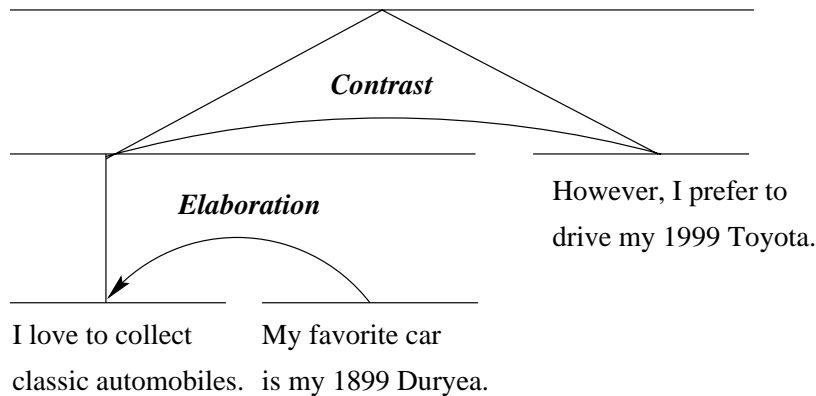 Contrast
Elaboration
However, I prefer to
drive my 1999 Toyota.
I love to collect
classic automobiles.
My favorite car
is my 1899 Duryea.